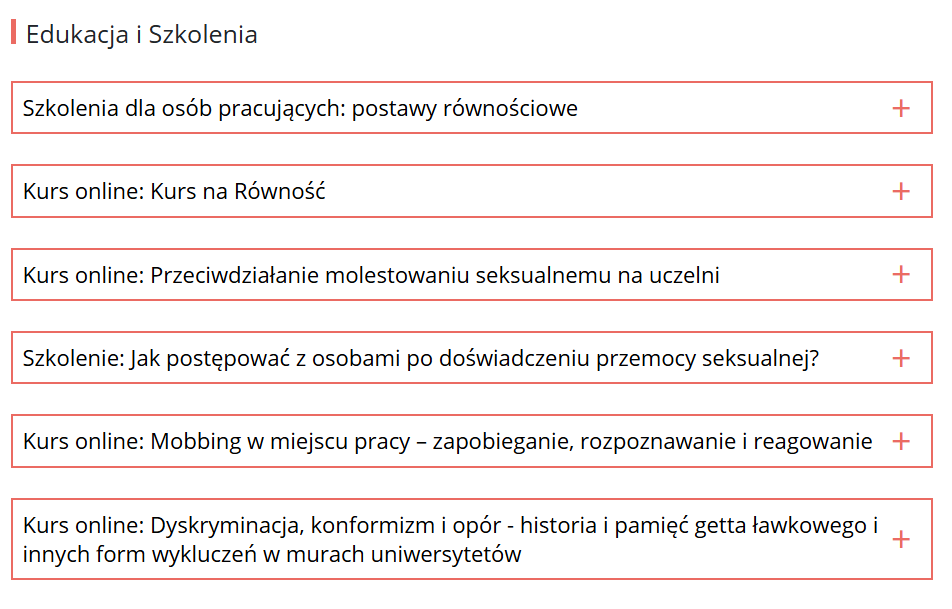 Edukacja i Szkolenia
Szkolenia dla osób pracujących: postawy równościowe
Kurs online: Kurs na Równość
Kurs online: Przeciwdziałanie molestowaniu seksualnemu na uczelni
Szkolenie: Jak postępować z osobami po doświadczeniu przemocy seksualnej?
Kurs online: Mobbing w miejscu pracy – zapobieganie, rozpoznawanie i reagowanie
Kurs online: Dyskryminacja, konformizm i opór - historia i pamięć getta ławkowego i
innych form wykluczeń w murach uniwersytetów